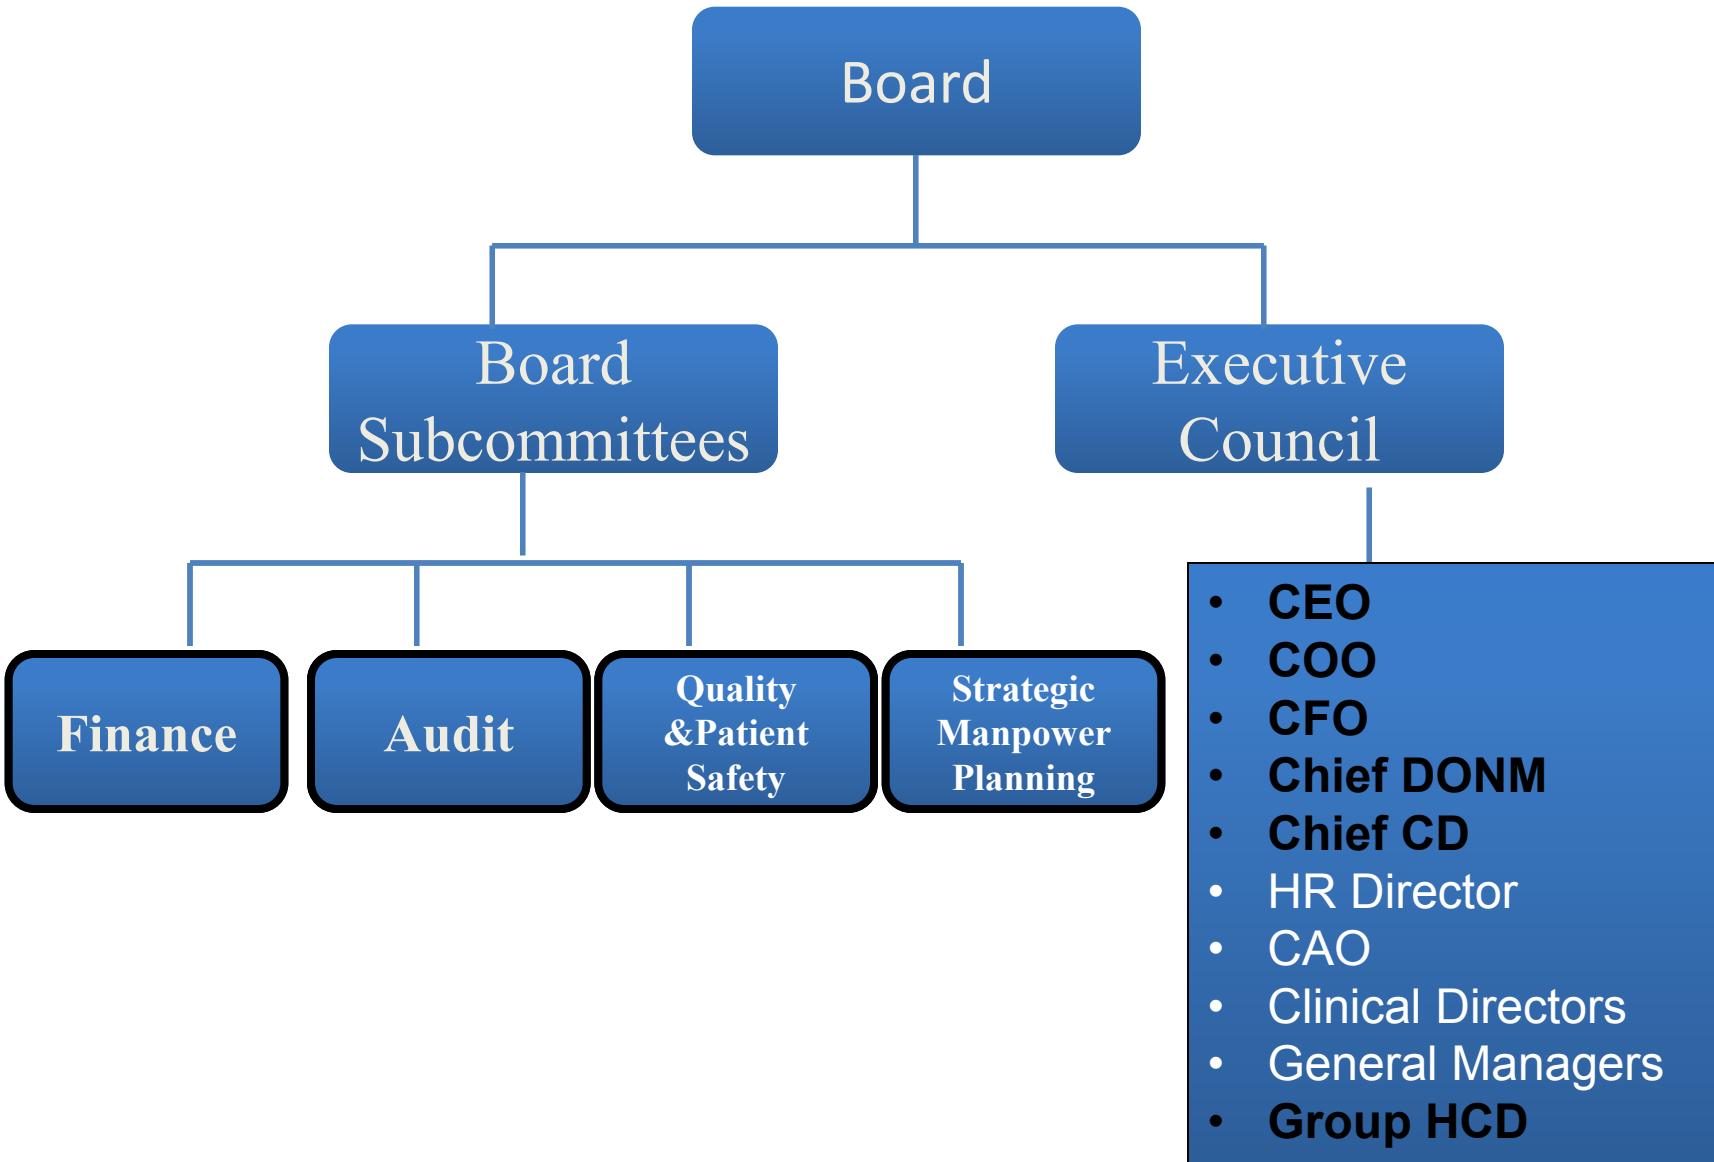 Board
Board
Subcommittees
Executive
Council
Finance
Audit
Quality
&Patient
Safety
Strategic
Manpower
Planning
• CEO
• COO
• CFO
• Chief DONM
• Chief CD
• HR Director
• CAO
• Clinical Directors
• General Managers
• Group HCD